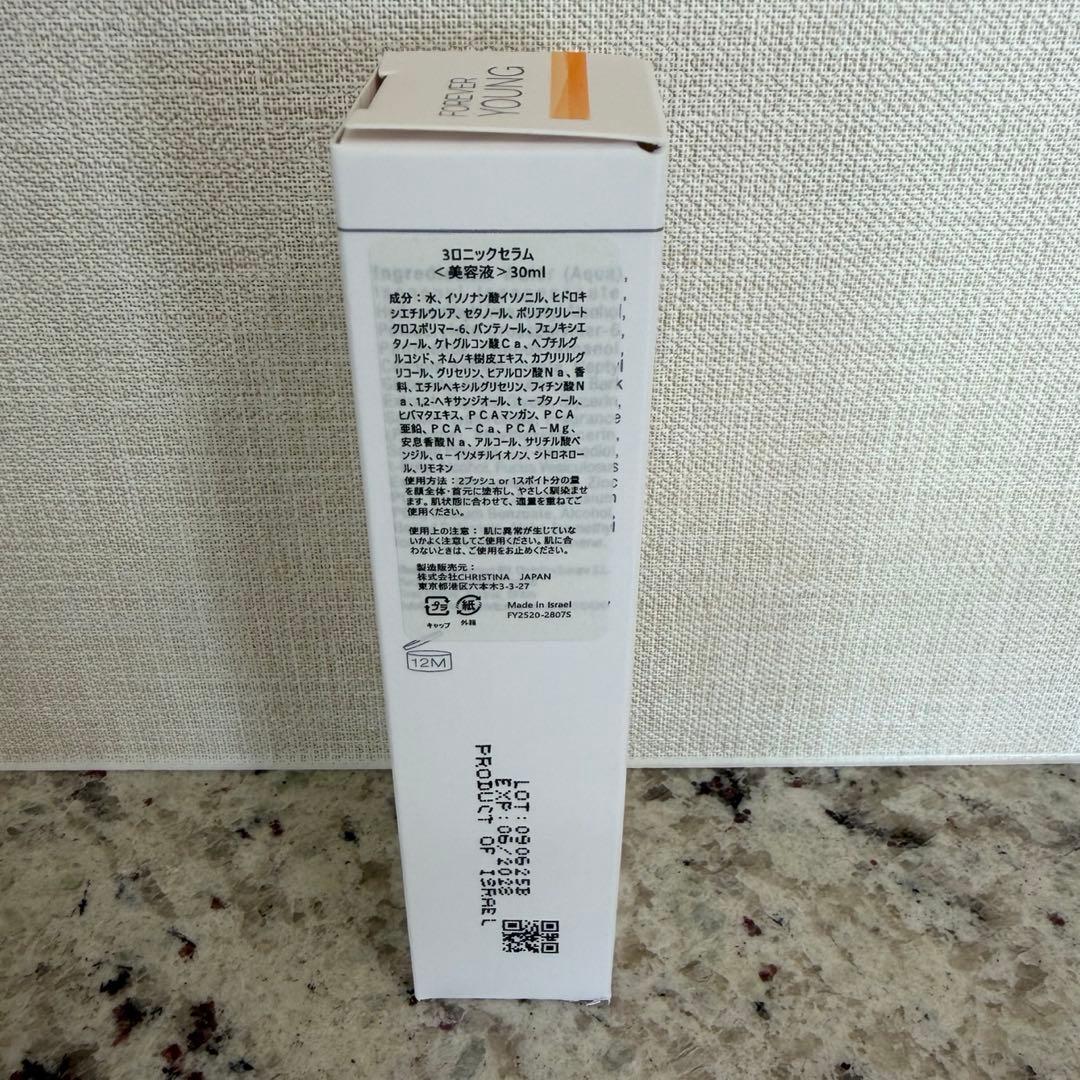 FOREVER
YOUNG
3ロニックセラム
＜美容液＞30ml
成分：水、イソノナン酸イソノニル、ヒドロキ
シエチルウレア、セタノール、ポリアクリレート
クロスポリマー-6、パンテノール、フェノキシエ
タノール、ケトグルコン酸Ca、ヘプチルグ
ルコシド、ネムノキ樹皮エキス、カプリリルグ
リコール、グリセリン、ヒアルロン酸Na、香
料、エチルヘキシルグリセリン、フィチン酸N
a、1,2-ヘキサンジオール、t－ブタノール、
ヒバマタエキス、PCAマンガン、PCA
亜鉛、PCA－Ca、PCA－Mg、
安息香酸Na、アルコール、サリチル酸ベ
ンジル、α－イソメチルイオノン、シトロネロー
ル、リモネン
使用方法：2プッシュ or 1スポイト分の量
を顔全体・首元に塗布し、やさしく馴染ませ
ます。肌状態に合わせて、適量を重ねてご
使用ください。
使用上の注意：肌に異常が生じていな
いかよく注意してご使用ください。肌に合
わないときは、ご使用をお止めください。
製造販売元：
株式会社CHRISTINA JAPAN
東京都港区六本木3-3-27
プラ
紙
キャップ
外箱
Made in Israel
FY2520-2807S
12M
LOT: 090625B
EXP: 06/2028
PRODUCT OF ISRAEL